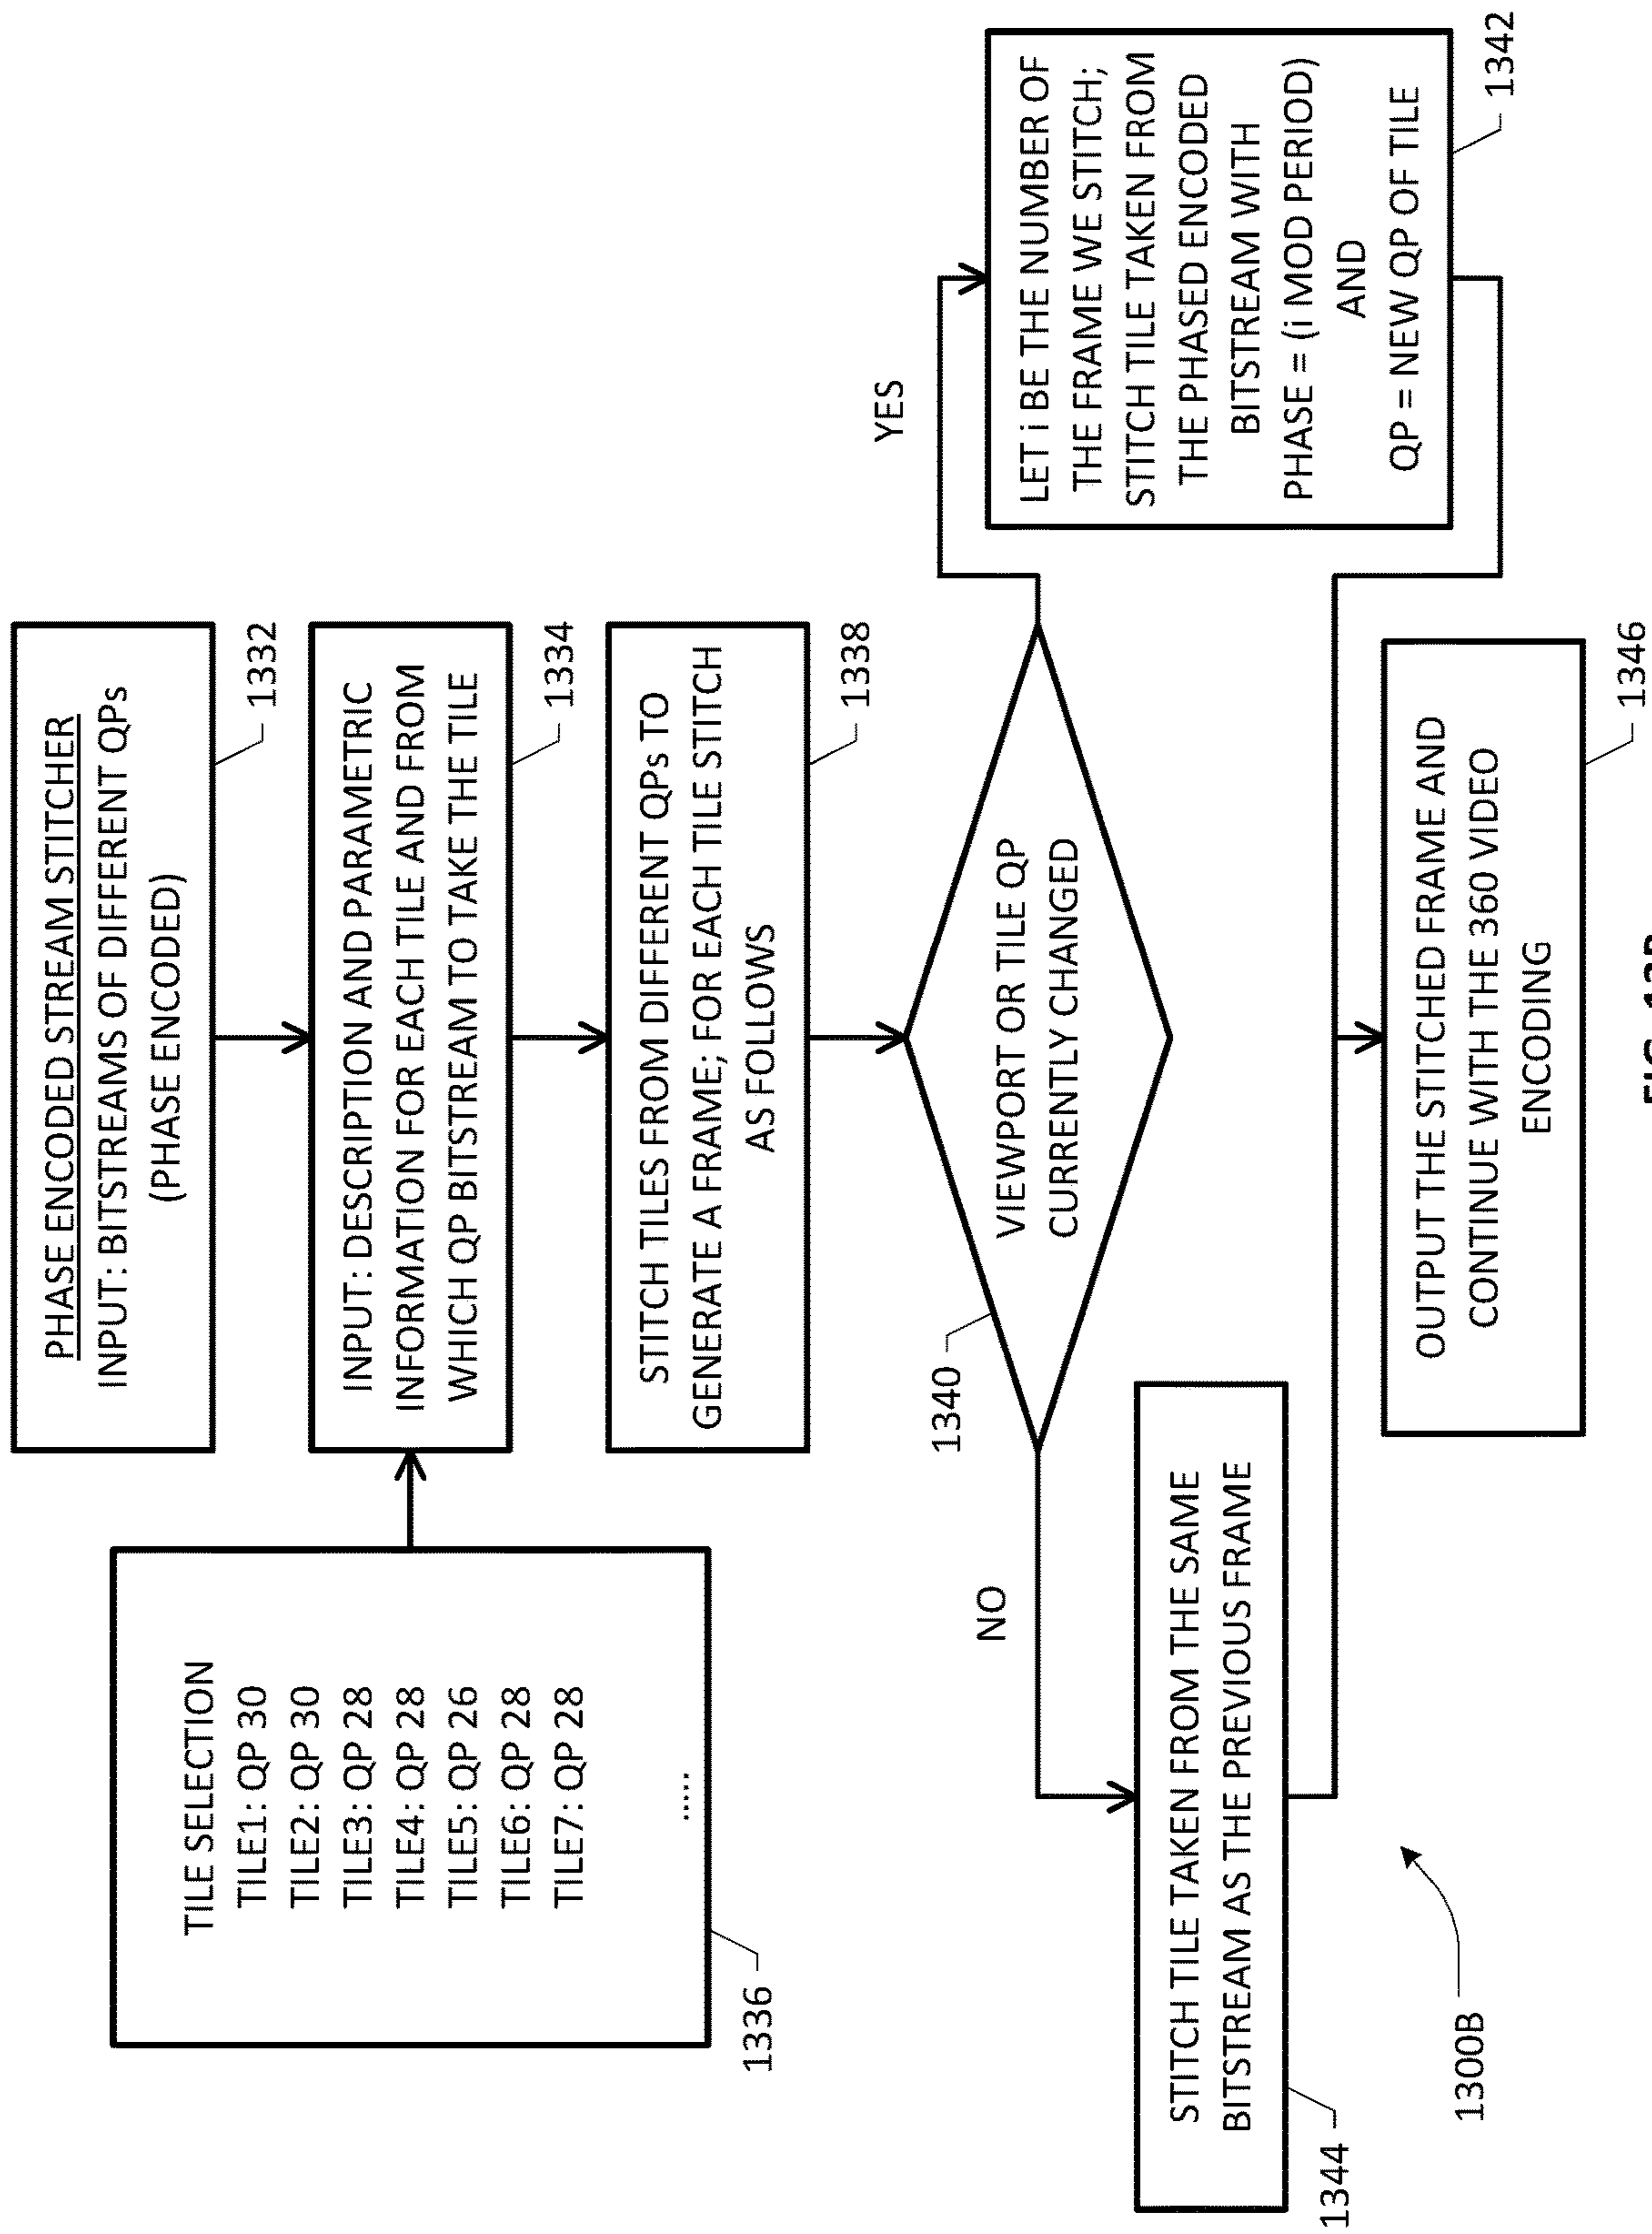 PHASE ENCODED STREAM STITCHER
INPUT: BITSTREAMS OF DIFFERENT QPs
(PHASE ENCODED)
1332
INPUT: DESCRIPTION AND PARAMETRIC
INFORMATION FOR EACH TILE AND FROM
WHICH QP BITSTREAM TO TAKE THE TILE
1334
TILE SELECTION
TILE1: QP 30
TILE2: QP 30
TILE3: QP 28
TILE4: QP 28
TILE5: QP 26
TILE6: QP 28
TILE7: QP 28
.....
1336
STITCH TILES FROM DIFFERENT QPs TO
GENERATE A FRAME; FOR EACH TILE STITCH
AS FOLLOWS
1338
VIEWPORT OR TILE QP
CURRENTLY CHANGED
1340
YES
LET i BE THE NUMBER OF
THE FRAME WE STITCH;
STITCH TILE TAKEN FROM
THE PHASED ENCODED
BITSTREAM WITH
PHASE = (i MOD PERIOD)
AND
QP = NEW QP OF TILE
1342
NO
STITCH TILE TAKEN FROM THE SAME
BITSTREAM AS THE PREVIOUS FRAME
1344
OUTPUT THE STITCHED FRAME AND
CONTINUE WITH THE 360 VIDEO
ENCODING
1346
1300B